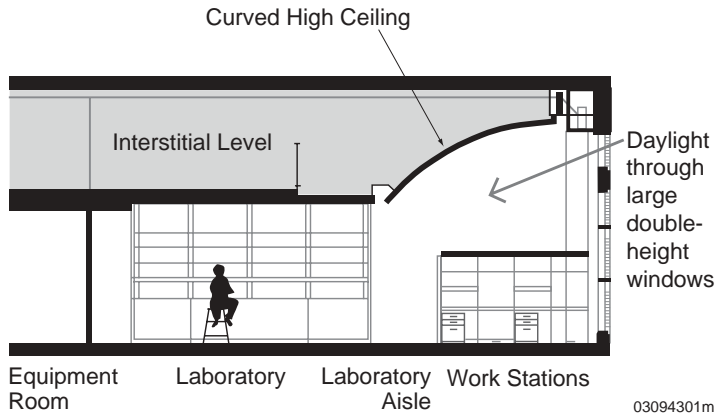 Curved High Ceiling
Interstitial Level
Daylight
through
large
double-
height
windows
Equipment
Room
Laboratory
Laboratory
Aisle
Work Stations
03094301m